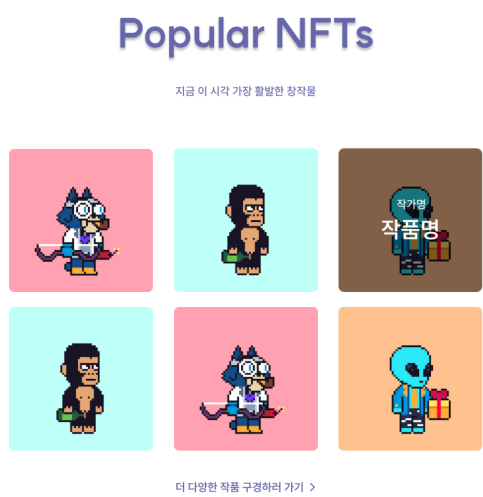 Popular NFTs
지금 이 시각 가장 활발한 창작물
작가명
작품명
더 다양한 작품 구경하러 가기 >